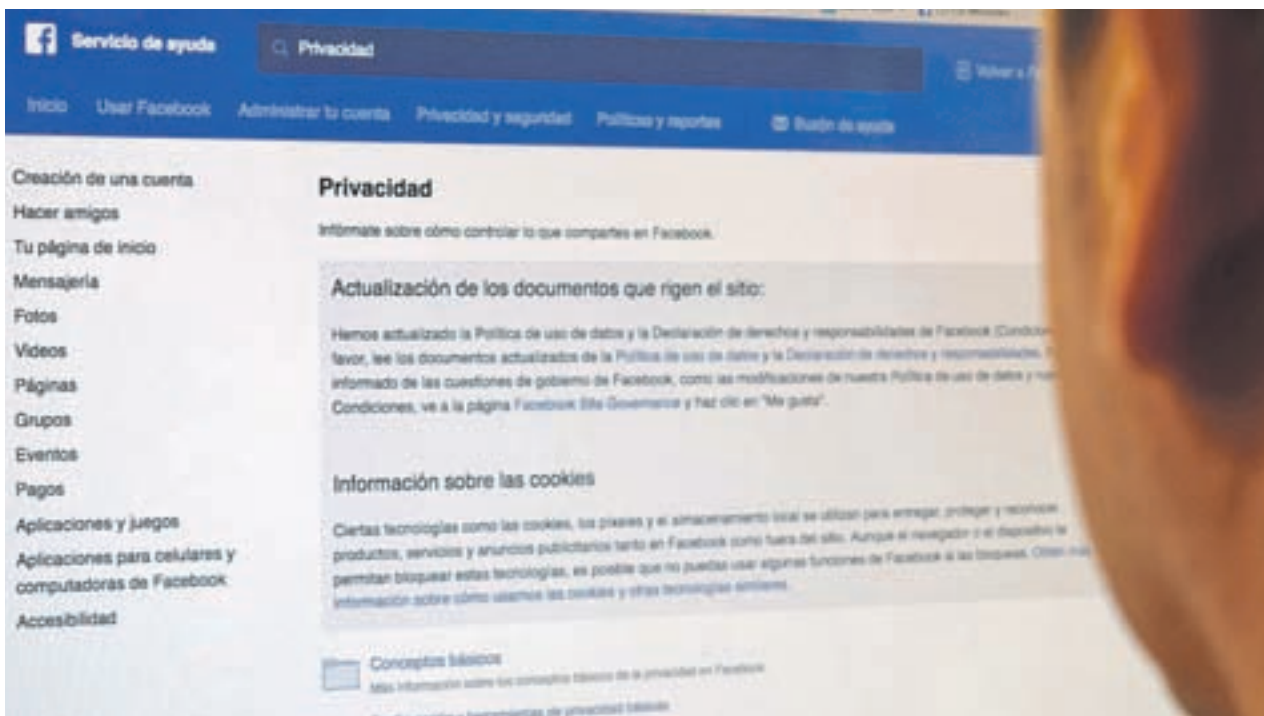 Servicio de ayuda
Privacidad
Volver a
Inicio Usar Facebook Administrar tu cuenta Privacidad y seguridad Políticas y reportes Buzón de ayuda
Creación de una cuenta
Hacer amigos
Tu página de inicio
Mensajería
Fotos
Videos
Páginas
Grupos
Eventos
Pagos
Aplicaciones y juegos
Aplicaciones para celulares y
computadoras de Facebook
Accesibilidad
Privacidad
Infórmate sobre cómo controlar lo que compartes en Facebook.
Actualización de los documentos que rigen el sitio:
Hemos actualizado la Política de uso de datos y la Declaración de derechos y responsabilidades de Facebook
favor, lee los documentos actualizados de la Política de uso de datos y la Declaración de derechos y responsabilidades.
informado de las cuestiones de gobierno de Facebook, como las modificaciones de nuestra Política de uso de datos y
Condiciones, ve a la página Facebook Site Governance y haz clic en "Me gusta".
Información sobre las cookies
Ciertas tecnologías como las cookies, los píxeles y el almacenamiento local se utilizan para entregar, proteger y reconocer
productos, servicios y anuncios publicitarios tanto en Facebook como fuera del sitio. Aunque el navegador o el dispositivo te
permitan bloquear estas tecnologías, es posible que no puedas usar algunas funciones de Facebook si las bloqueas. Obtén más
información sobre cómo usamos las cookies y otras tecnologías similares.
Conceptos básicos
Más información sobre los conceptos básicos de la privacidad en Facebook
herramientas de privacidad básicas